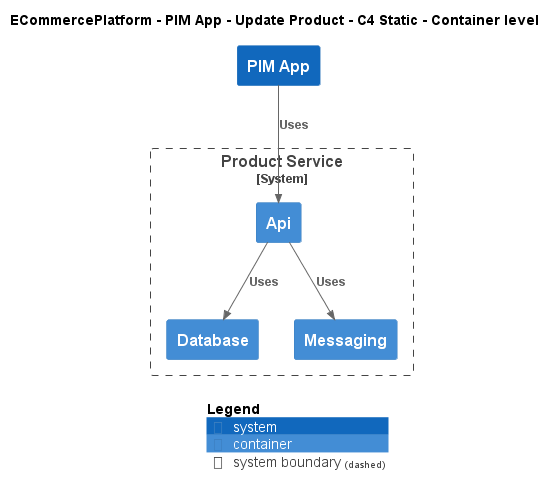 ECommercePlatform - PIM App - Update Product - C4 Static - Container level
PIM App
Uses
Product Service
[System]
Api
Uses
Uses
Database
Messaging
Legend
system
container
system boundary (dashed)